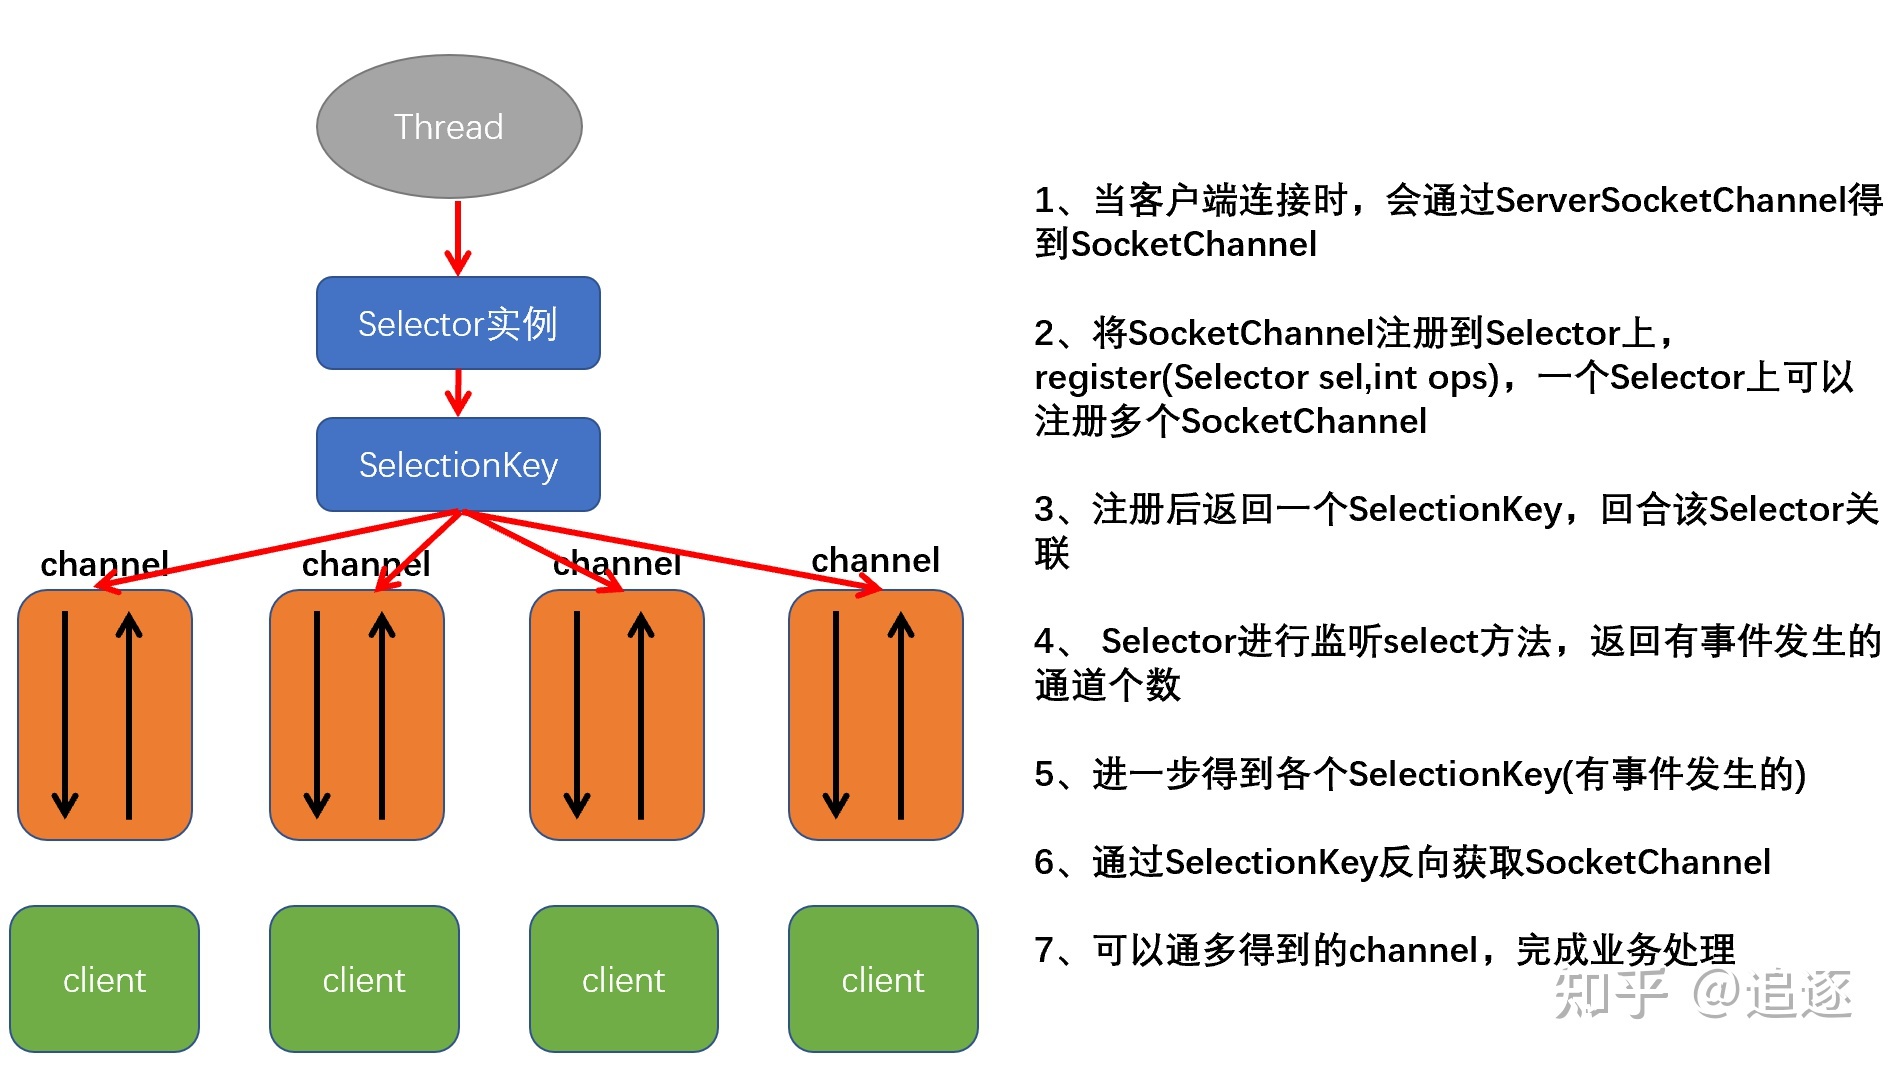 Thread
Selector实例
SelectionKey
channel
channel
channel
channel
client
client
client
client
1、当客户端连接时，会通过ServerSocketChannel得
到SocketChannel
2、将SocketChannel注册到Selector上，
register(Selector sel,int ops)，一个Selector上可以
注册多个SocketChannel
3、注册后返回一个SelectionKey，回合该Selector关
联
4、 Selector进行监听select方法，返回有事件发生的
通道个数
5、进一步得到各个SelectionKey(有事件发生的)
6、通过SelectionKey反向获取SocketChannel
7、可以通多得到的channel，完成业务处理
知乎 @追逐